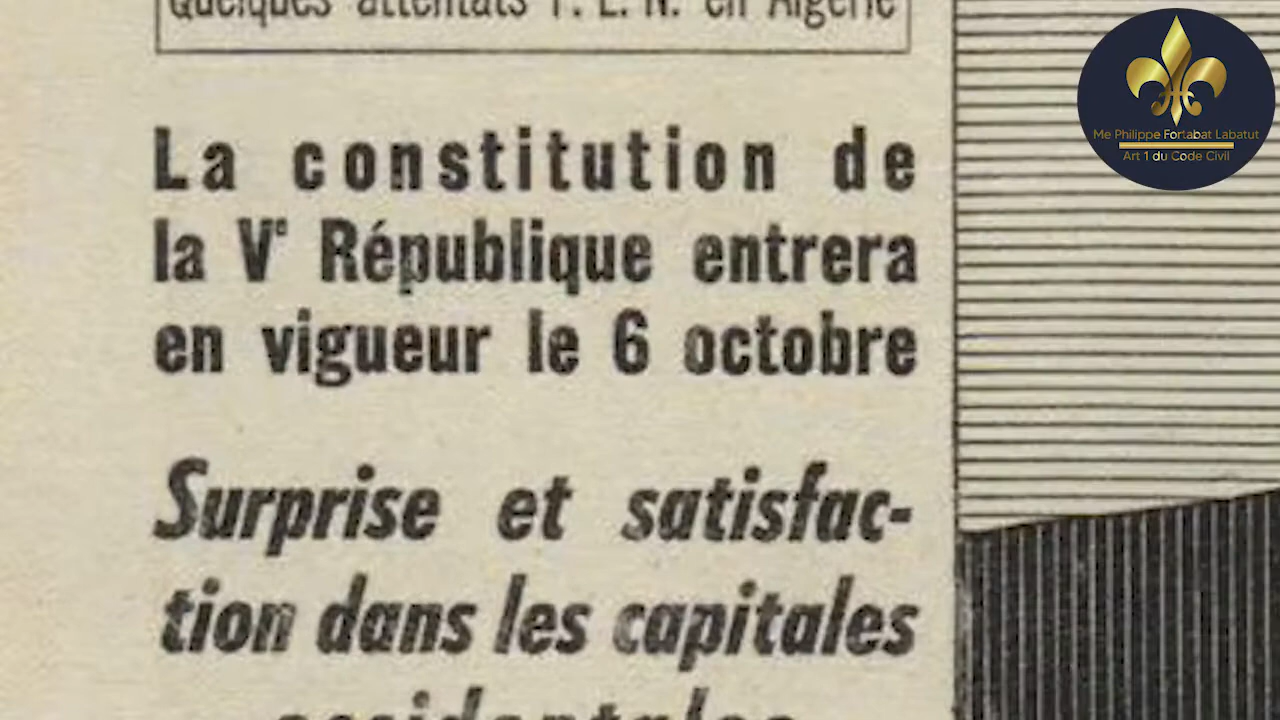 Quelques attentats F. L. N. en Algérie
La constitution de
la Vᵉ République entrera
en vigueur le 6 octobre
Surprise et satisfac-
tion dans les capitales
occidentales
Me Philippe Fortabat Labatut
Art 1 du Code Civil